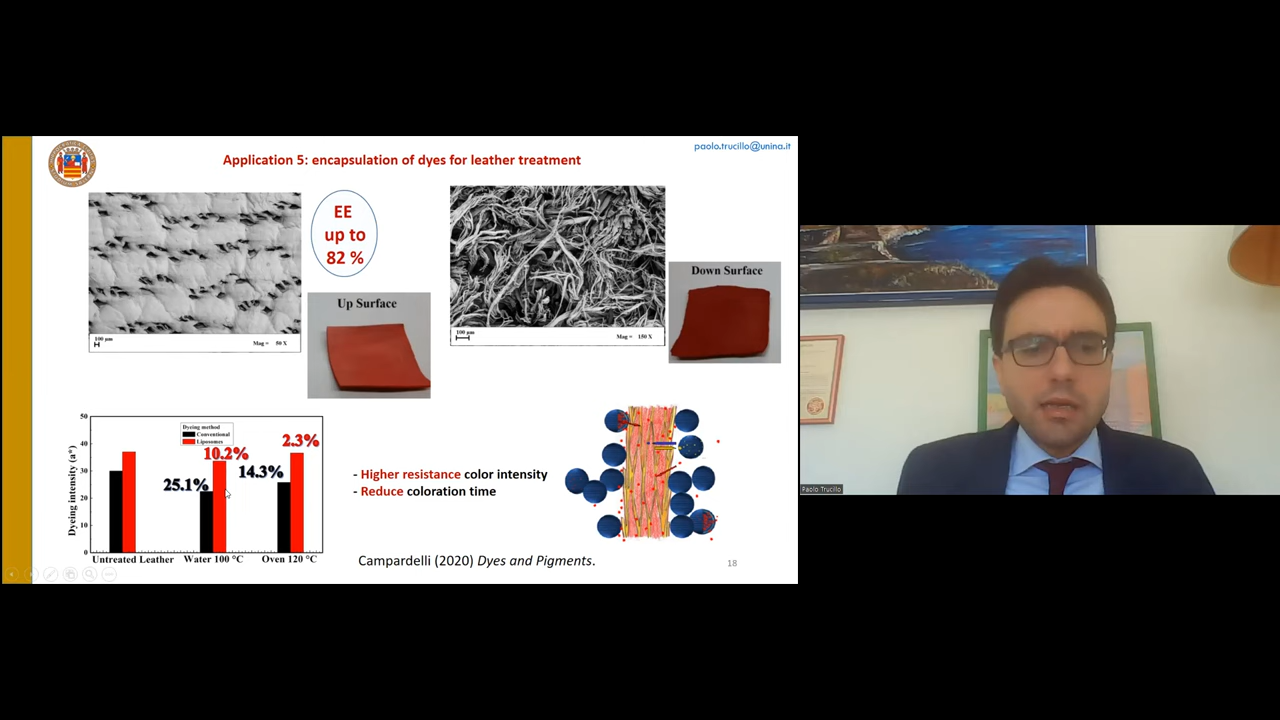 paolo.trucillo@unina.it
Application 5: encapsulation of dyes for leather treatment
EE
up to
82 %
100 µm
Mag = 50 X
Up Surface
100 µm
Mag = 150 X
Down Surface
Dyeing intensity (a°)
50
40
30
20
10
0
Dyeing method
Conventional
Liposomes
25.1%
10.2%
14.3%
2.3%
Untreated Leather
Water 100 °C
Oven 120 °C
- Higher resistance color intensity
- Reduce coloration time
Campardelli (2020) Dyes and Pigments.
18
Paolo Trucillo